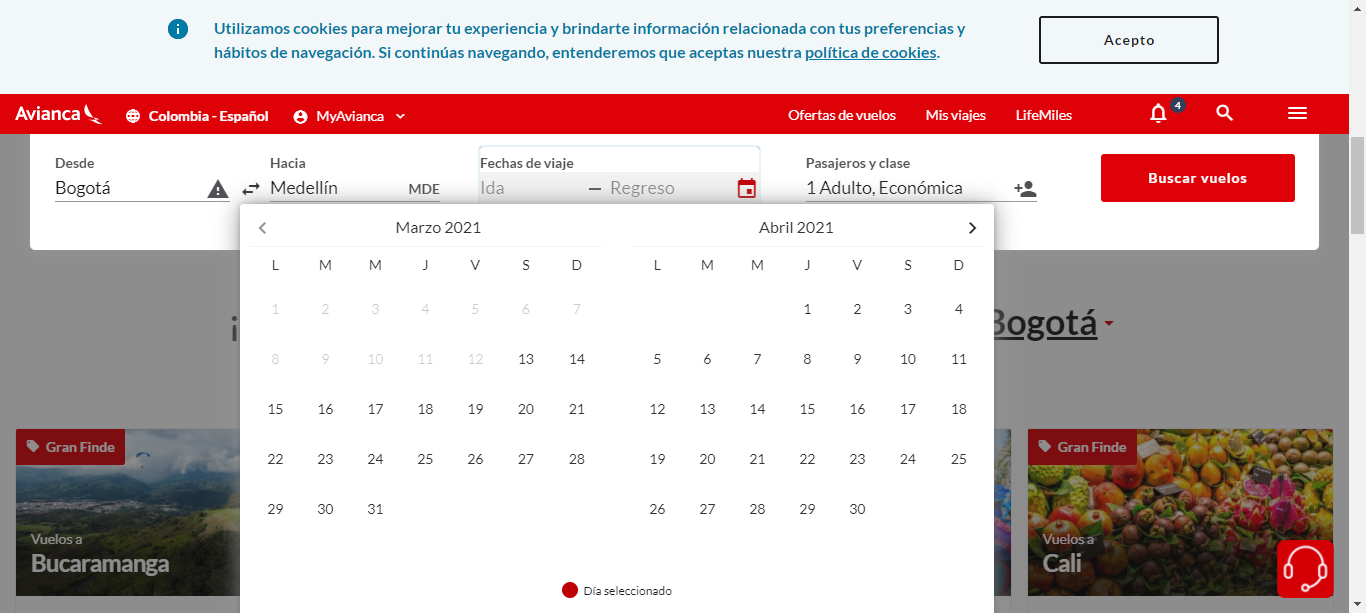 Utilizamos cookies para mejorar tu experiencia y brindarte información relacionada con tus preferencias y
hábitos de navegación. Si continúas navegando, entenderemos que aceptas nuestra política de cookies.
Acepto
Avianca
Colombia - Español
MyAvianca
Ofertas de vuelos
Mis viajes
LifeMiles
4
Desde
Bogotá
Hacia
Medellín MDE
Fechas de viaje
Ida — Regreso
Pasajeros y clase
1 Adulto, Económica
Buscar vuelos
Marzo 2021
L M M J V S D
1 2 3 4 5 6 7
8 9 10 11 12 13 14
15 16 17 18 19 20 21
22 23 24 25 26 27 28
29 30 31
Abril 2021
L M M J V S D
1 2 3 4
5 6 7 8 9 10 11
12 13 14 15 16 17 18
19 20 21 22 23 24 25
26 27 28 29 30
Día seleccionado
¡
Bogotá
Gran Finde
Vuelos a
Bucaramanga
Gran Finde
Vuelos a
Cali